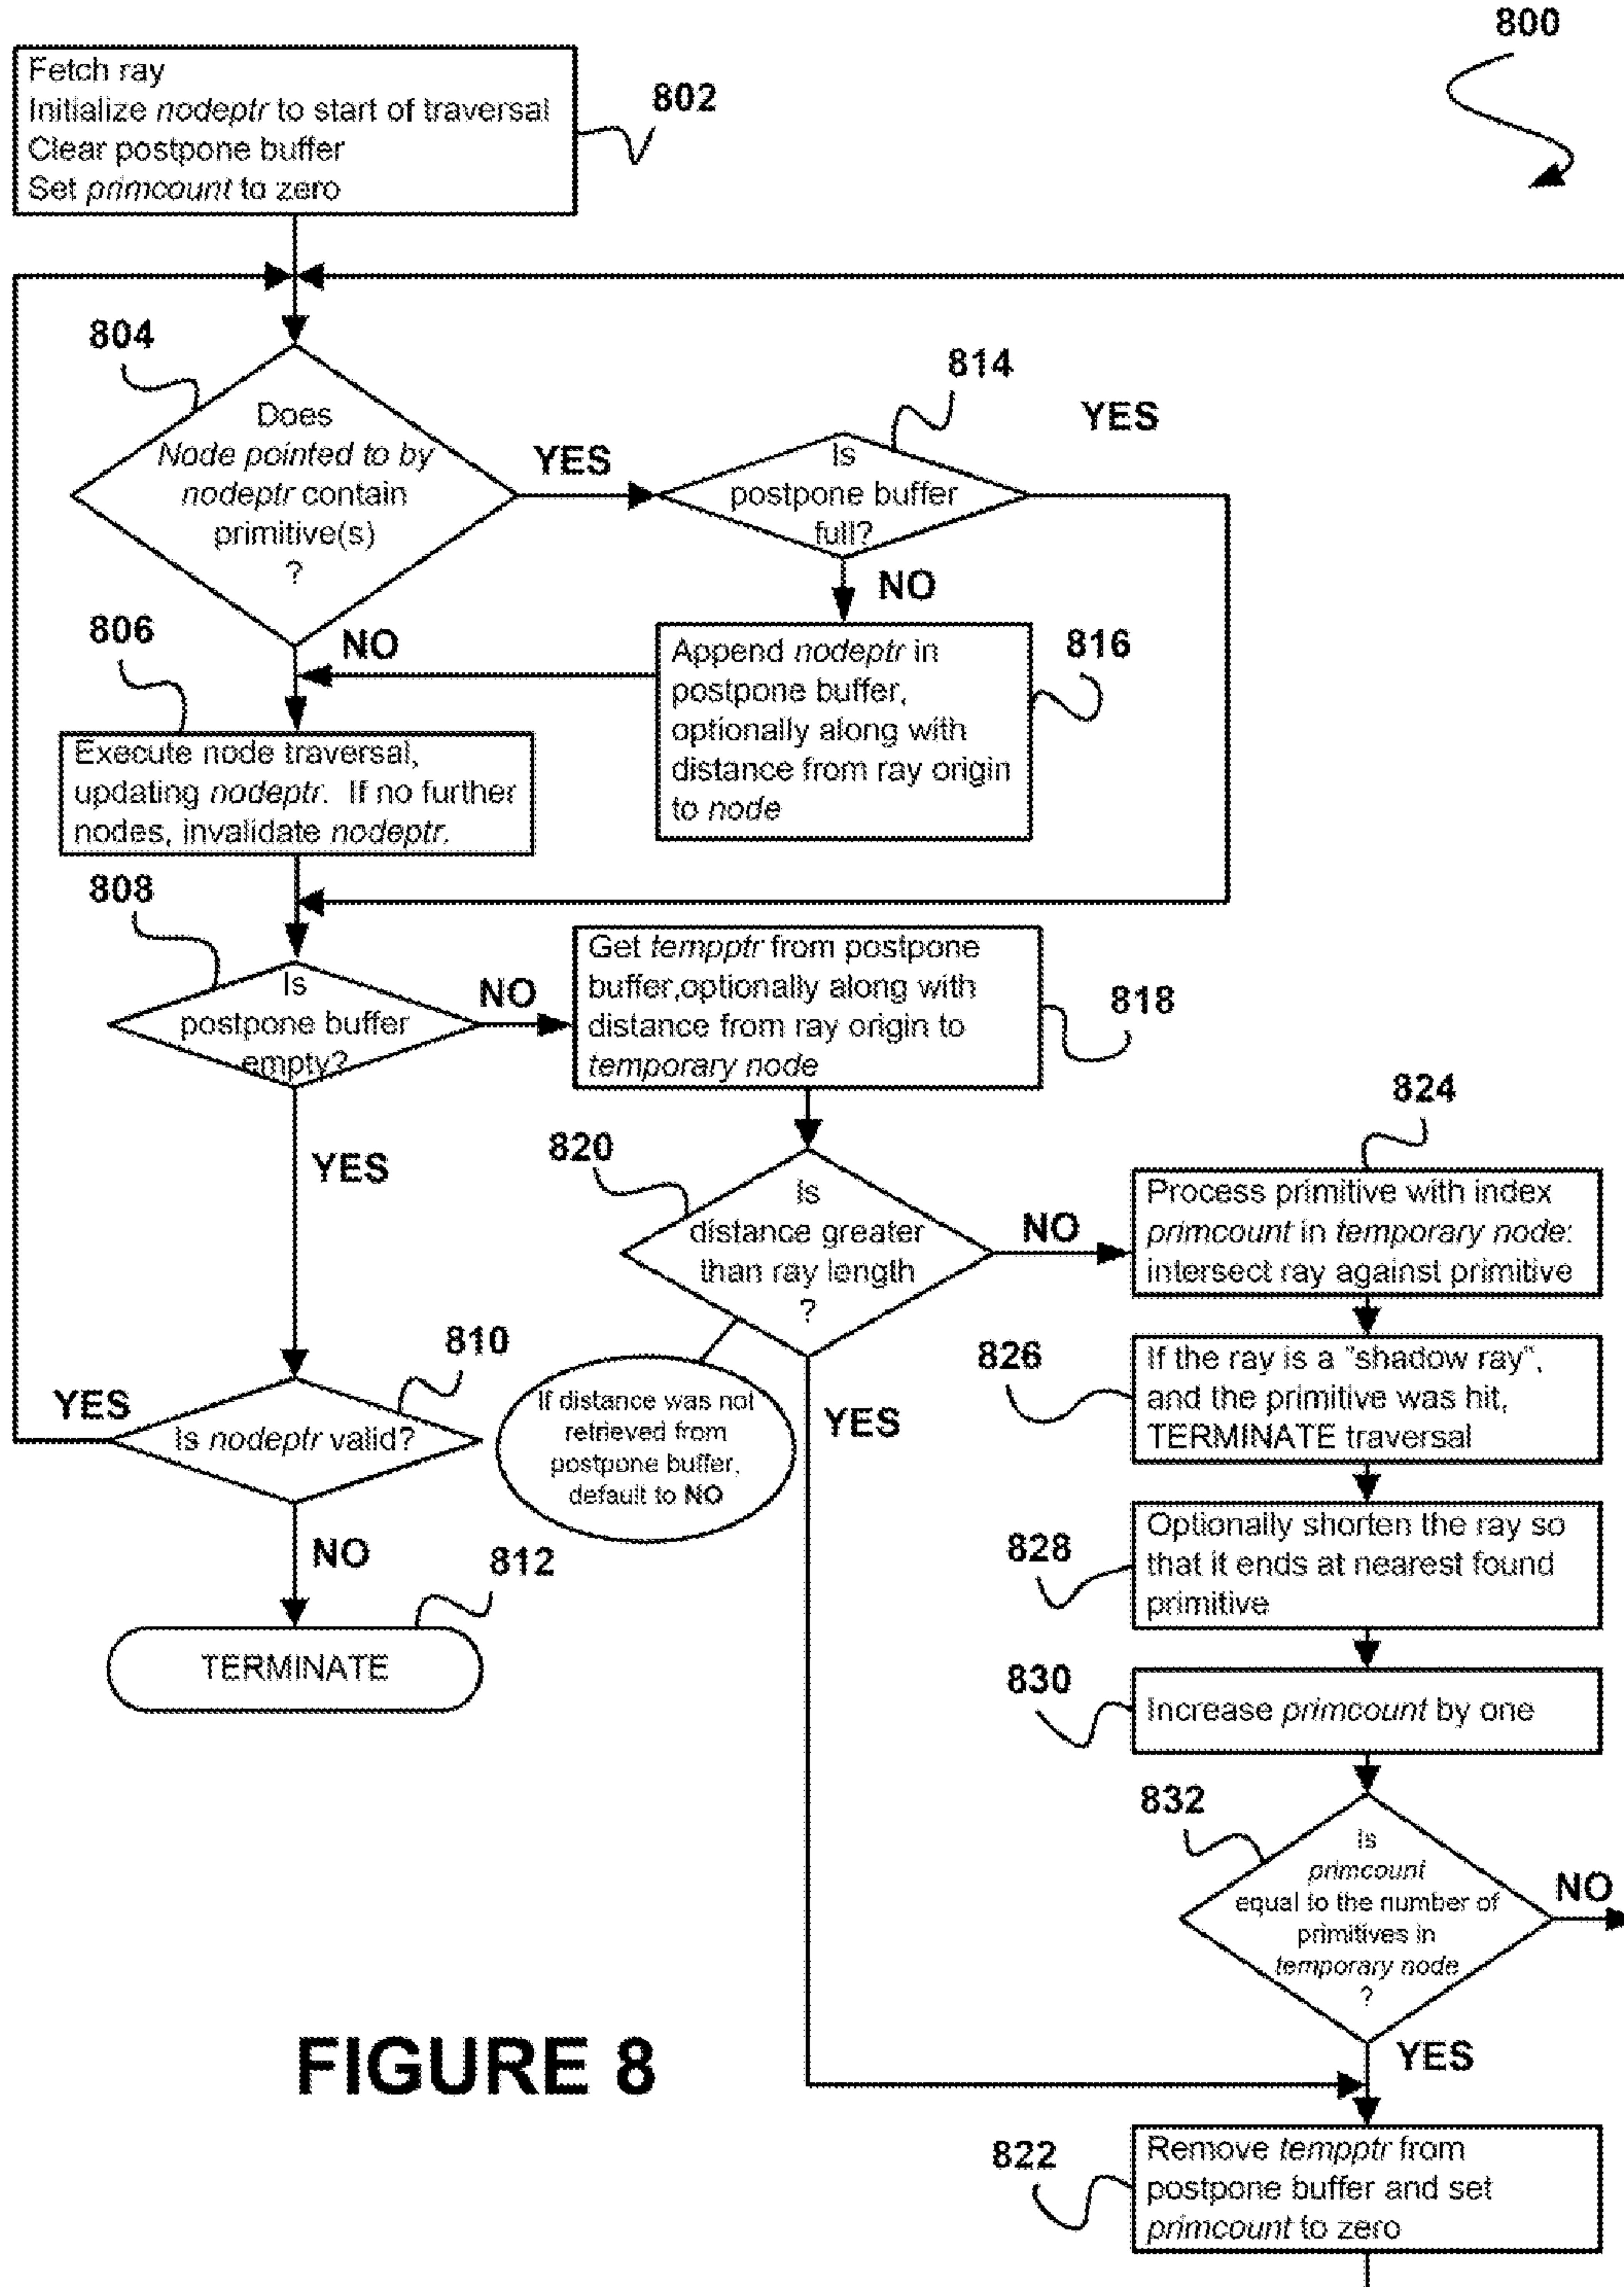 800
Fetch ray
Initialize nodeptr to start of traversal
Clear postpone buffer
Set primcount to zero
802
804
Does
Node pointed to by
nodeptr contain
primitive(s)
?
YES
814
Is
postpone buffer
full?
YES
NO
NO
806
Execute node traversal,
updating nodeptr. If no further
nodes, invalidate nodeptr.
Append nodeptr in
postpone buffer,
optionally along with
distance from ray origin
to node
816
808
Is
postpone buffer
empty?
NO
YES
Get tempptr from postpone
buffer,optionally along with
distance from ray origin to
temporary node
818
820
Is
distance greater
than ray length
?
NO
YES
If distance was not
retrieved from
postpone buffer,
default to NO
810
Is nodeptr valid?
YES
NO
812
TERMINATE
824
Process primitive with index
primcount in temporary node:
intersect ray against primitive
826
If the ray is a "shadow ray",
and the primitive was hit,
TERMINATE traversal
828
Optionally shorten the ray so
that it ends at nearest found
primitive
830
Increase primcount by one
832
Is
primcount
equal to the number of
primitives in
temporary node
?
NO
YES
822
Remove tempptr from
postpone buffer and set
primcount to zero
FIGURE 8